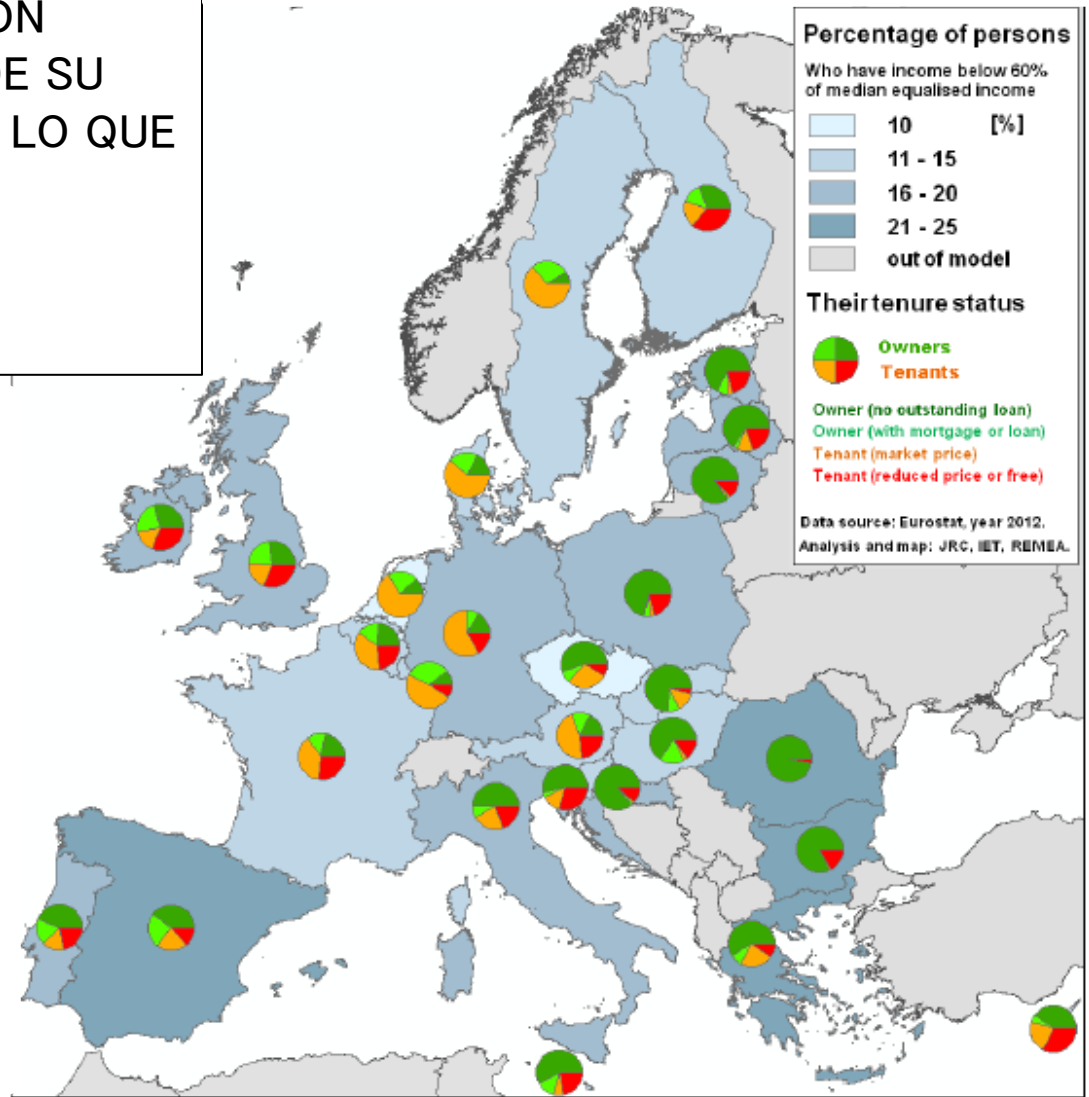 ON
DE SU
LO QUE
Percentage of persons
Who have income below 60%
of median equalised income
10 [%]
11 - 15
16 - 20
21 - 25
out of model
Their tenure status
Owners
Tenants
Owner (no outstanding loan)
Owner (with mortgage or loan)
Tenant (market price)
Tenant (reduced price or free)
Data source: Eurostat, year 2012.
Analysis and map: JRC, IET, REMEA.